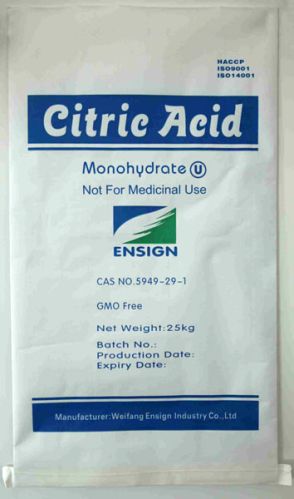 HACCP
ISO9001
ISO14001
Citric Acid
Monohydrate U
Not For Medicinal Use
ENSIGN
CAS NO.5949-29-1
GMO Free
Net Weight:25kg
Batch No.:
Production Date:
Expiry Date:
Manufacturer:Weifang Ensign Industry Co.,Ltd